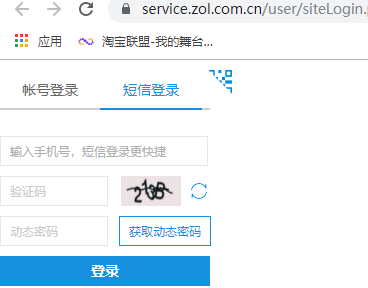 service.zol.com.cn/user/siteLogin.
应用 淘宝联盟-我的舞台...
帐号登录 短信登录
输入手机号，短信登录更快捷
验证码
动态密码 获取动态密码
登录